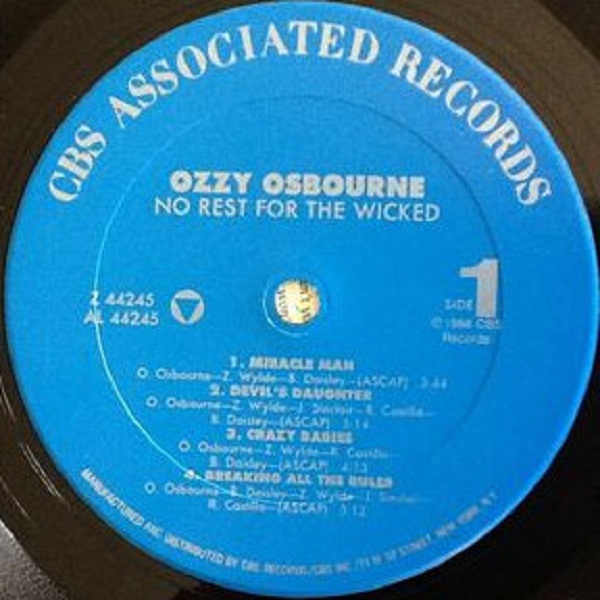 CBS ASSOCIATED RECORDS
OZZY OSBOURNE
NO REST FOR THE WICKED
Z 44245
AL 44245
SIDE 1
℗ 1988 CBS
Records
1. MIRACLE MAN
O. Osbourne—Z. Wylde—B. Daisley—(ASCAP) 3:44
2. DEVIL'S DAUGHTER
O. Osbourne—Z. Wylde—J. Sinclair—R. Castillo—
B. Daisley—(ASCAP) 5:14
3. CRAZY BABIES
O. Osbourne—Z. Wylde—R. Castillo—
B. Daisley—(ASCAP) 4:13
4. BREAKING ALL THE RULES
O. Osbourne—B. Daisley—Z. Wylde—J. Sinclair—
R. Castillo—(ASCAP) 5:12
MANUFACTURED AND DISTRIBUTED BY CBS RECORDS/CBS INC./51 W. 52 STREET, NEW YORK, N.Y.